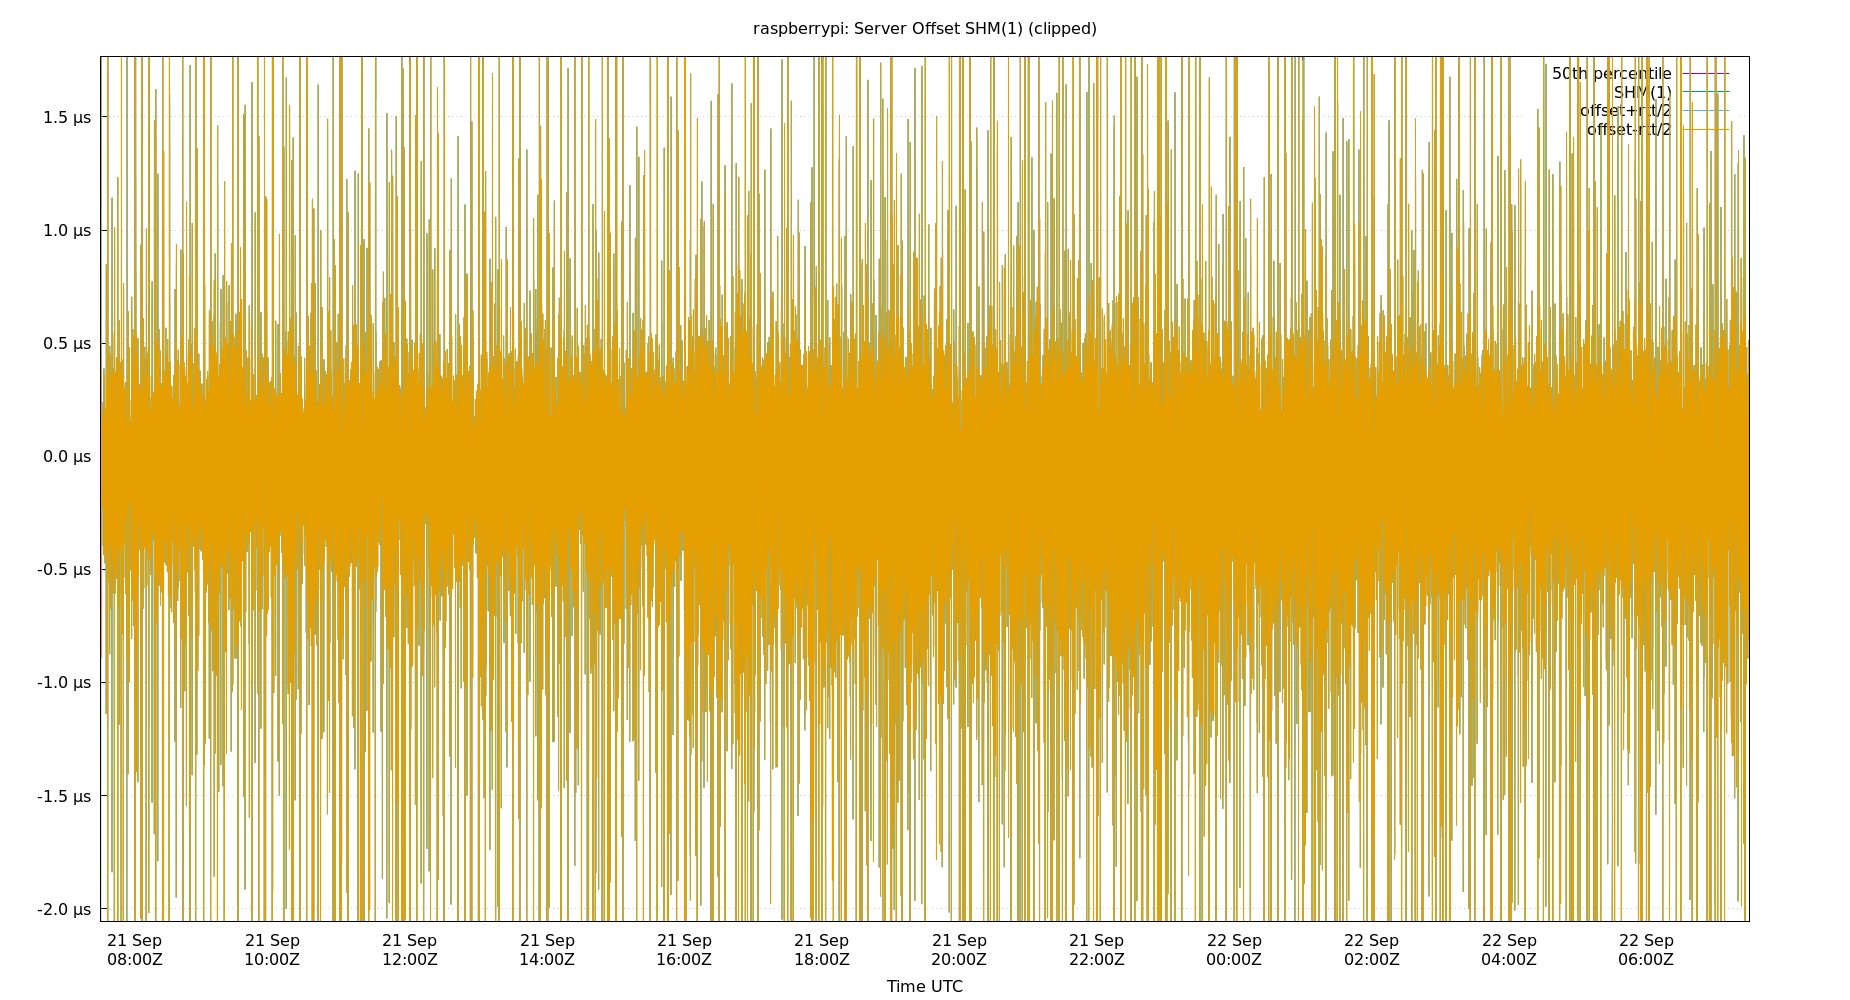 raspberrypi: Server Offset SHM(1) (clipped)
50th percentile
SHM(1)
offset+rtt/2
offset-rtt/2
1.5 µs
1.0 µs
0.5 µs
0.0 µs
-0.5 µs
-1.0 µs
-1.5 µs
-2.0 µs
21 Sep 21 Sep 21 Sep 21 Sep 21 Sep 21 Sep 21 Sep 21 Sep 22 Sep 22 Sep 22 Sep 22 Sep
08:00Z 10:00Z 12:00Z 14:00Z 16:00Z 18:00Z 20:00Z 22:00Z 00:00Z 02:00Z 04:00Z 06:00Z
Time UTC